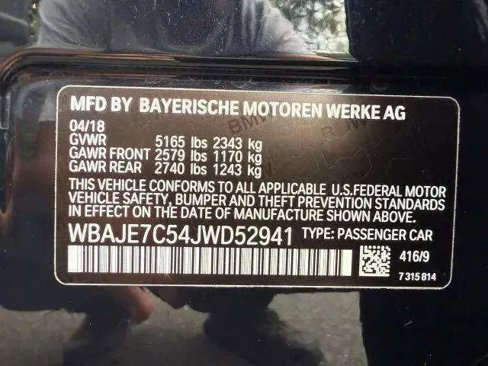 MFD BY BAYERISCHE MOTOREN WERKE AG
04/18
GVWR 5165 lbs 2343 kg
GAWR FRONT 2579 lbs 1170 kg
GAWR REAR 2740 lbs 1243 kg
THIS VEHICLE CONFORMS TO ALL APPLICABLE U.S.FEDERAL MOTOR
VEHICLE SAFETY, BUMPER AND THEFT PREVENTION STANDARDS
IN EFFECT ON THE DATE OF MANUFACTURE SHOWN ABOVE.
WBAJE7C54JWD52941 TYPE: PASSENGER CAR
416/9
7 315 814